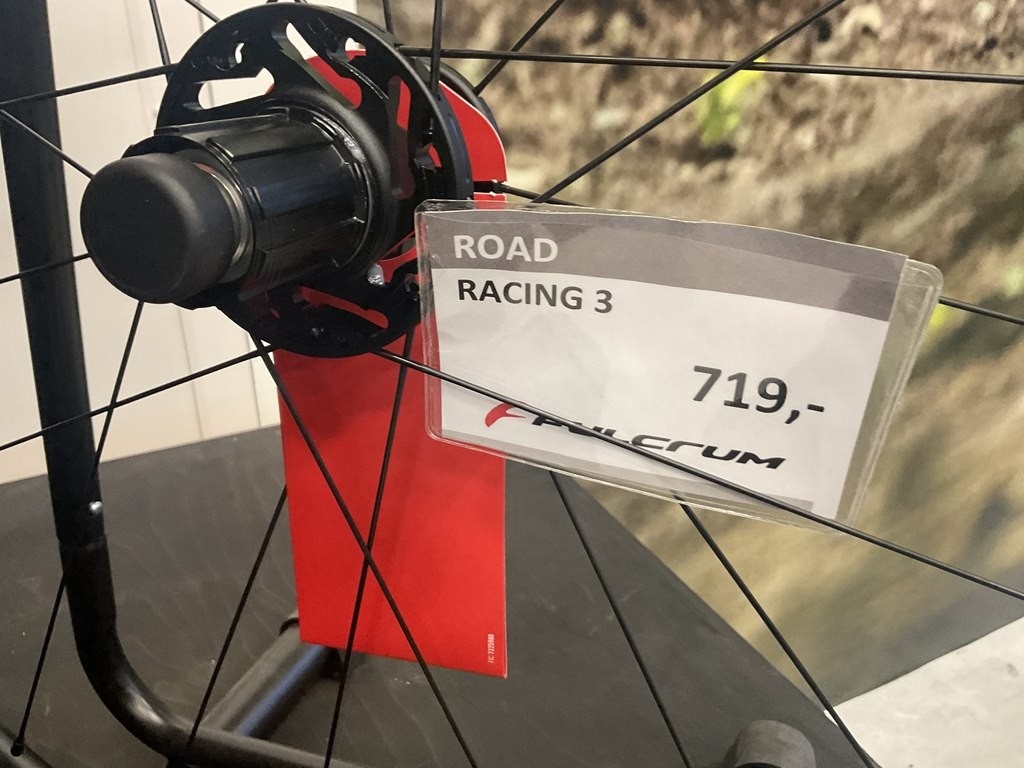 ROAD
RACING 3
719,-
FULCRUM